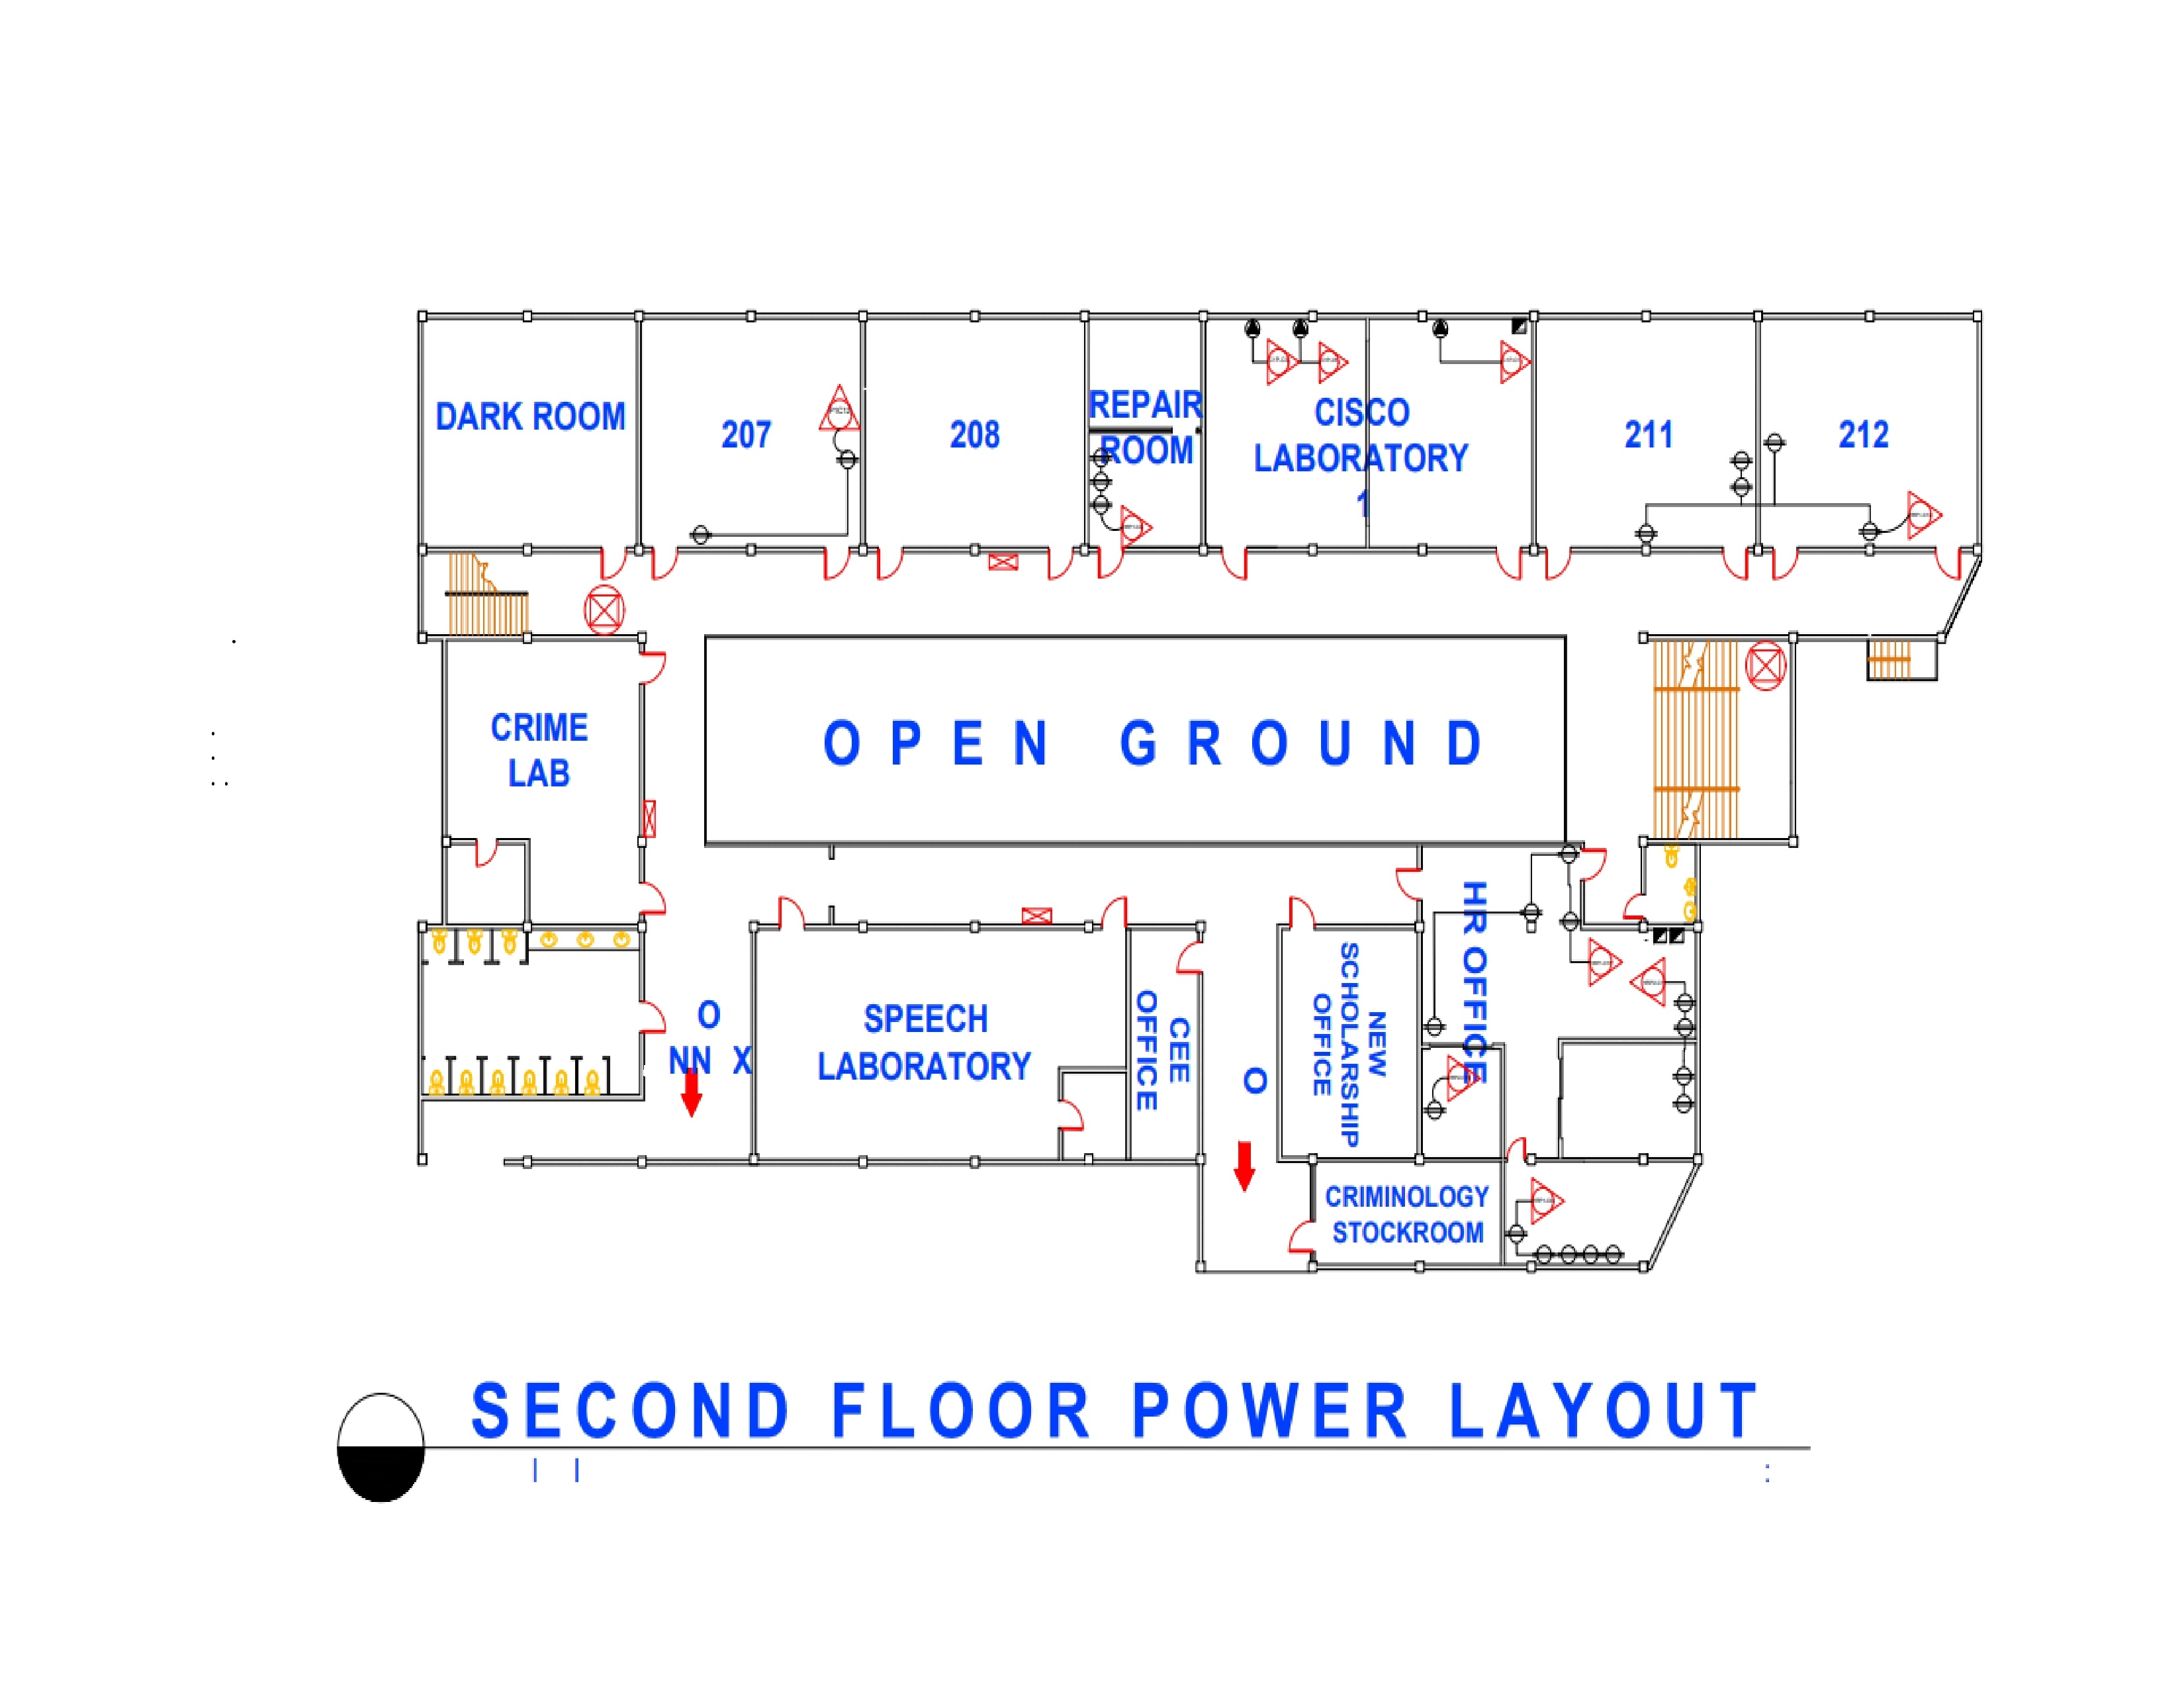 DARK ROOM
207
208
REPAIR
ROOM
CISCO
LABORATORY
1
211
212
CRIME
LAB
OPEN GROUND
O
NN X
SPEECH
LABORATORY
CEE
OFFICE
O
NEW
SCHOLARSHIP
OFFICE
HR OFFICE
CRIMINOLOGY
STOCKROOM
SECOND FLOOR POWER LAYOUT